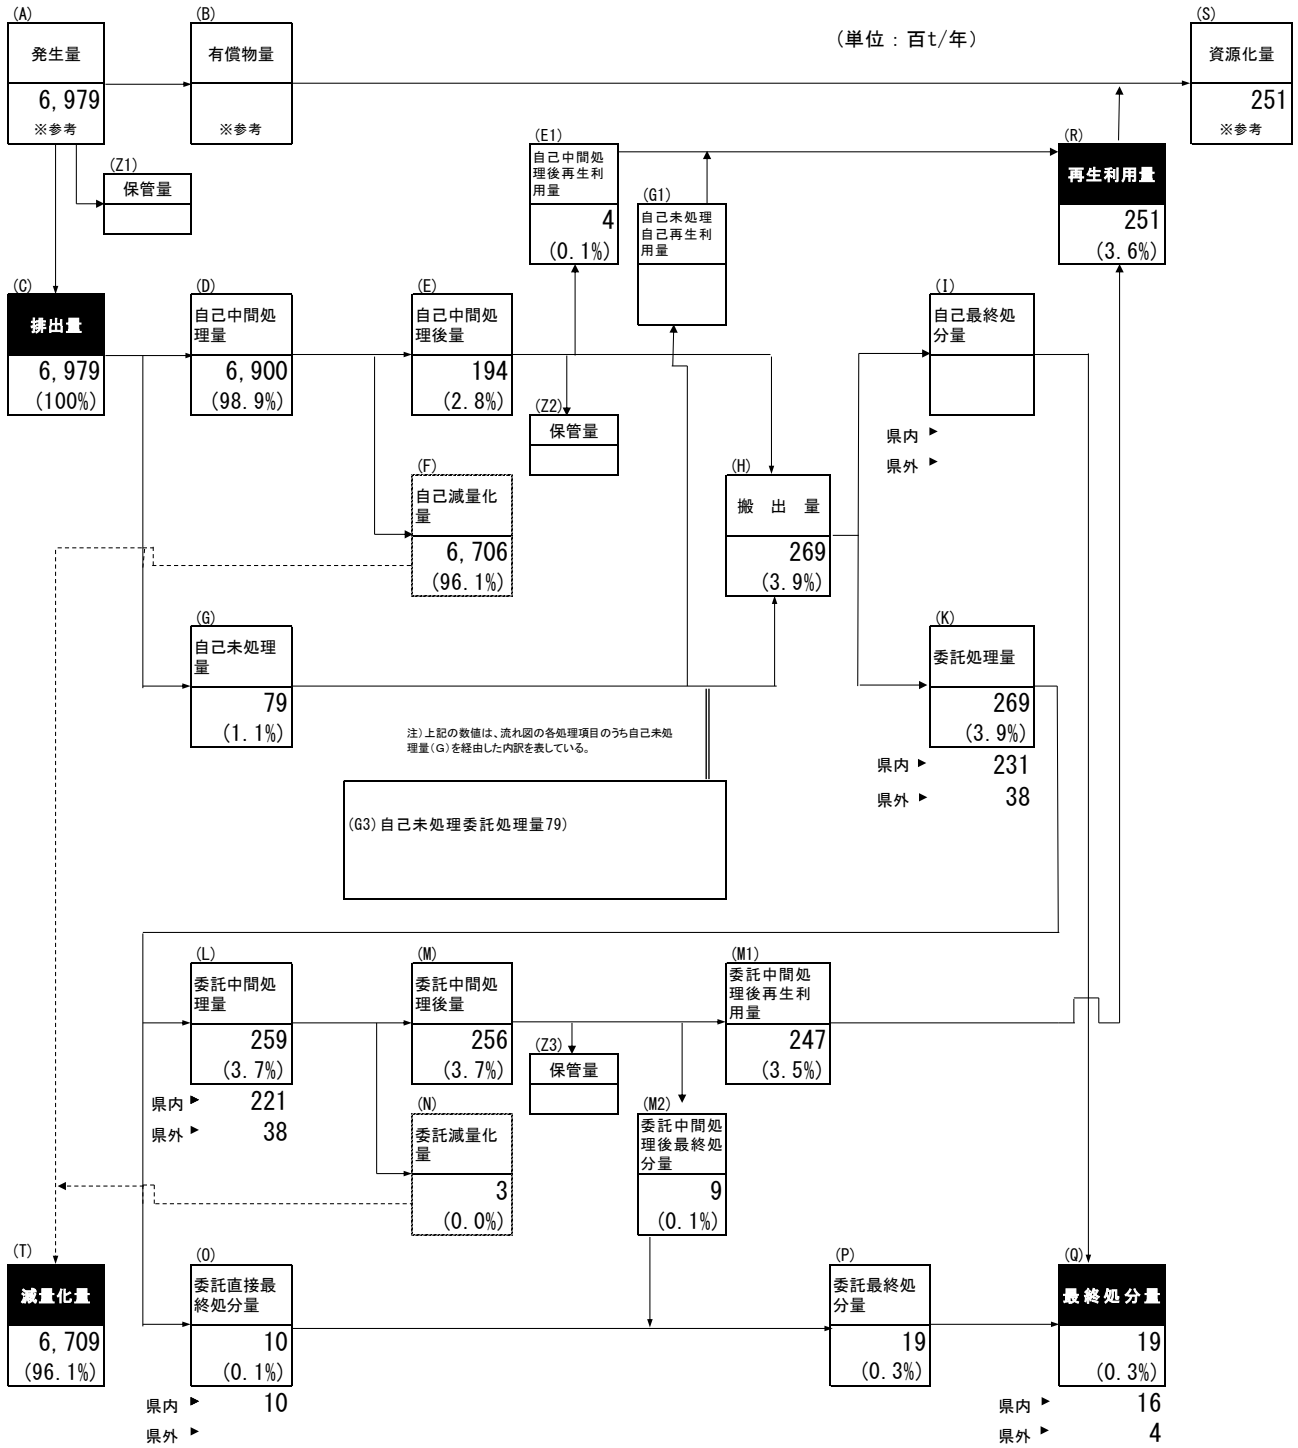 (A)
発生量
6,979
※参考
(B)
有償物量
※参考
(単位：百t/年)
(S)
資源化量
251
※参考
(Z1)
保管量
(E1)
自己中間処
理後再生利
用量
4
(0.1%)
(G1)
自己未処理
自己再生利
用量
(R)
再生利用量
251
(3.6%)
(C)
排出量
6,979
(100%)
(D)
自己中間処
理量
6,900
(98.9%)
(E)
自己中間処
理後量
194
(2.8%)
(Z2)
保管量
(F)
自己減量化
量
6,706
(96.1%)
(I)
自己最終処
分量
県内
県外
(H)
搬出量
269
(3.9%)
(G)
自己未処理
量
79
(1.1%)
(K)
委託処理量
269
(3.9%)
県内 231
県外 38
注)上記の数値は、流れ図の各処理項目のうち自己未処
理量(G)を経由した内訳を表している。
(G3)自己未処理委託処理量79)
(L)
委託中間処
理量
259
(3.7%)
県内 221
県外 38
(M)
委託中間処
理後量
256
(3.7%)
(Z3)
保管量
(M1)
委託中間処
理後再生利
用量
247
(3.5%)
(N)
委託減量化
量
3
(0.0%)
(M2)
委託中間処
理後最終処
分量
9
(0.1%)
(T)
減量化量
6,709
(96.1%)
(O)
委託直接最
終処分量
10
(0.1%)
県内 10
県外
(P)
委託最終処
分量
19
(0.3%)
(Q)
最終処分量
19
(0.3%)
県内 16
県外 4